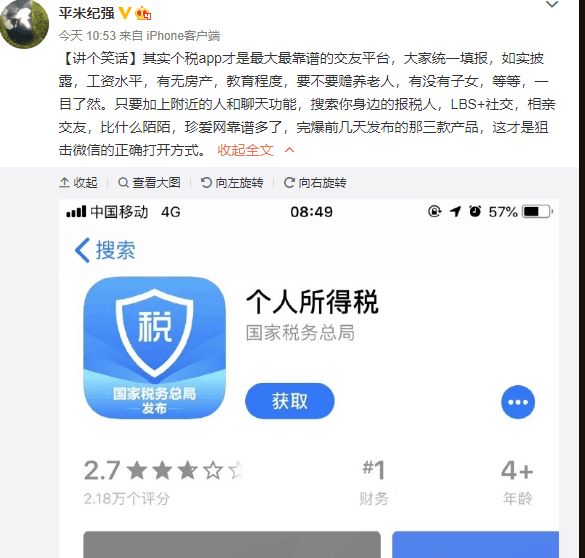 平米纪强
今天 10:53 来自 iPhone客户端
【讲个笑话】其实个税app才是最大最靠谱的交友平台，大家统一填报，如实披
露，工资水平，有无房产，教育程度，要不要赡养老人，有没有子女，等等，一
目了然。只要加上附近的人和聊天功能，搜索你身边的报税人，LBS+社交，相亲
交友，比什么陌陌，珍爱网靠谱多了，完爆前几天发布的那三款产品，这才是狙
击微信的正确打开方式。 收起全文
收起 查看大图 向左旋转 向右旋转
中国移动 4G 08:49 57%
搜索
税
国家税务总局
发布
个人所得税
国家税务总局
获取
2.7 #1 4+
2.18万个评分 财务 年龄